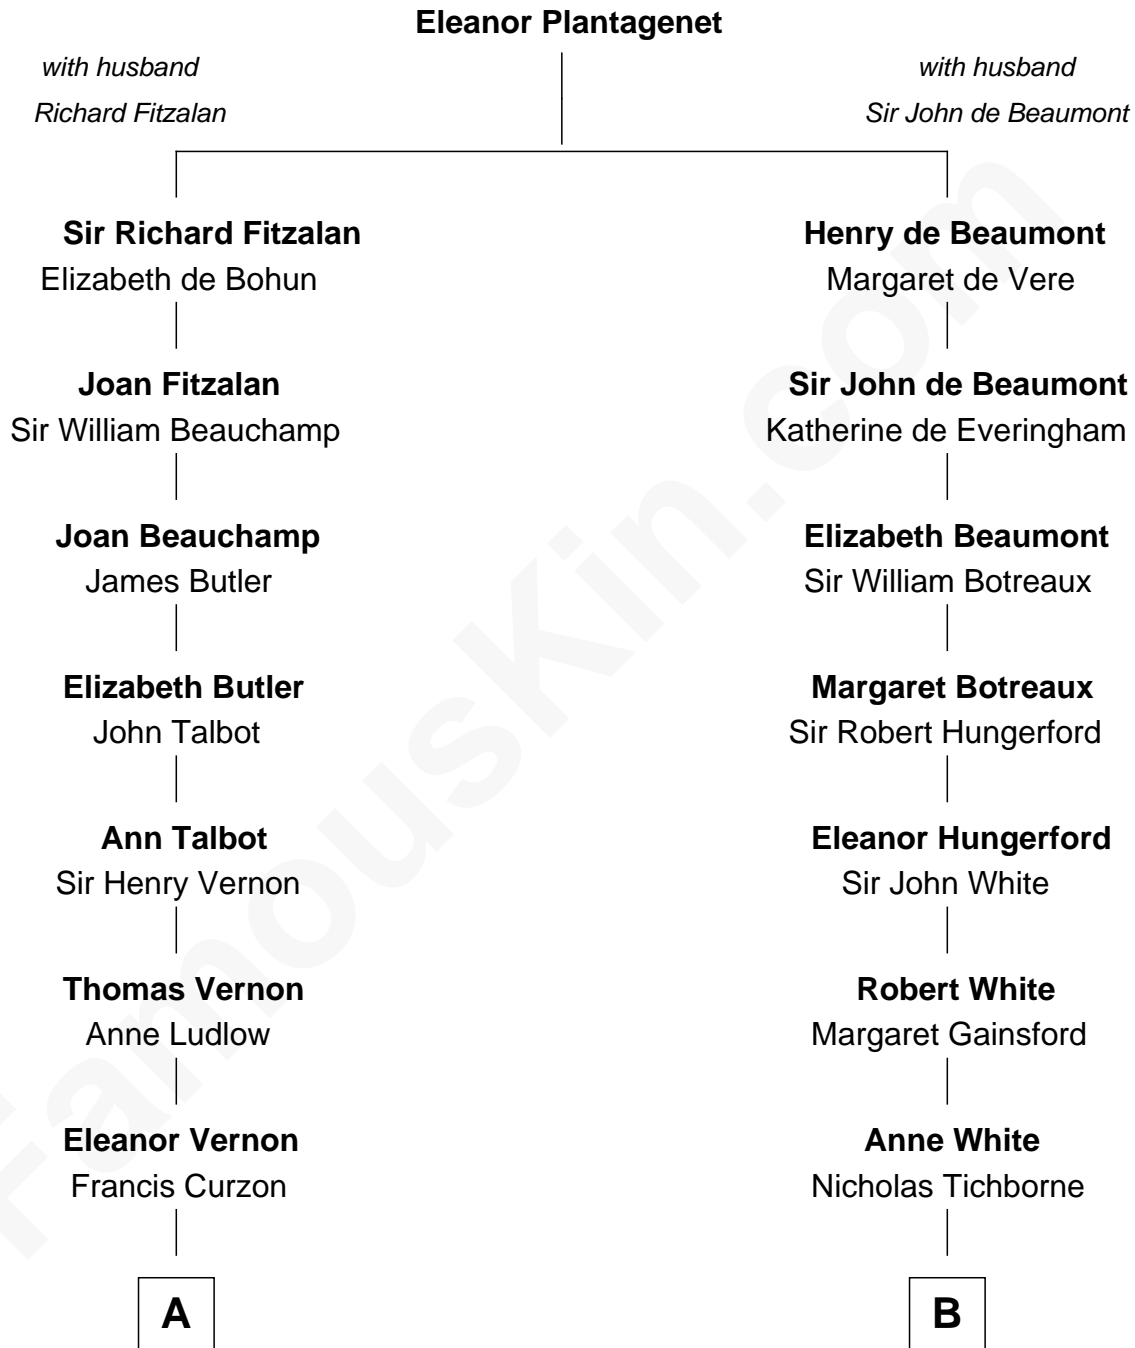 Eleanor Plantagenet
with husband
Richard Fitzalan
with husband
Sir John de Beaumont
Sir Richard Fitzalan
Elizabeth de Bohun
Henry de Beaumont
Margaret de Vere
Joan Fitzalan
Sir William Beauchamp
Sir John de Beaumont
Katherine de Everingham
Joan Beauchamp
James Butler
Elizabeth Beaumont
Sir William Botreaux
Elizabeth Butler
John Talbot
Margaret Botreaux
Sir Robert Hungerford
Ann Talbot
Sir Henry Vernon
Eleanor Hungerford
Sir John White
Thomas Vernon
Anne Ludlow
Robert White
Margaret Gainsford
Eleanor Vernon
Francis Curzon
Anne White
Nicholas Tichborne
A
B
FamousKin.com